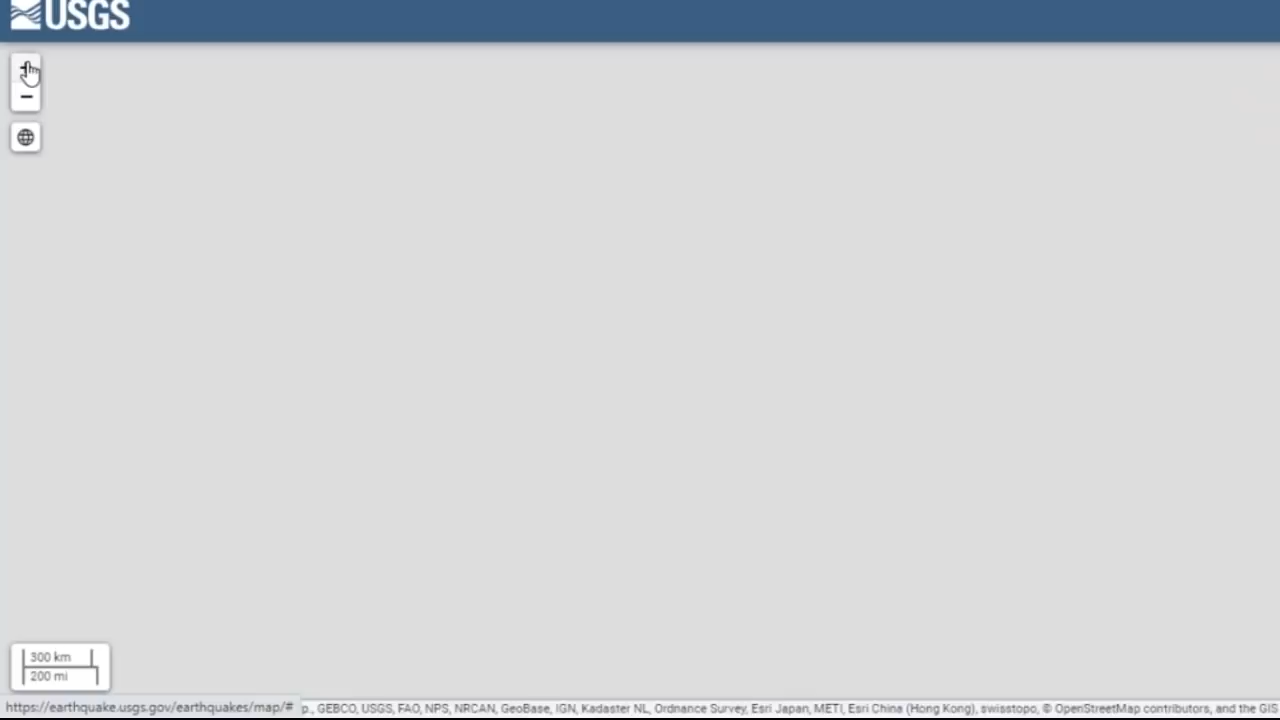 USGS
300 km
200 mi
https://earthquake.usgs.gov/earthquakes/map/#
GEBCO, USGS, FAO, NPS, NRCAN, GeoBase, IGN, Kadaster NL, Ordnance Survey, Esri Japan, METI, Esri China (Hong Kong), swisstopo, © OpenStreetMap contributors, and the GIS